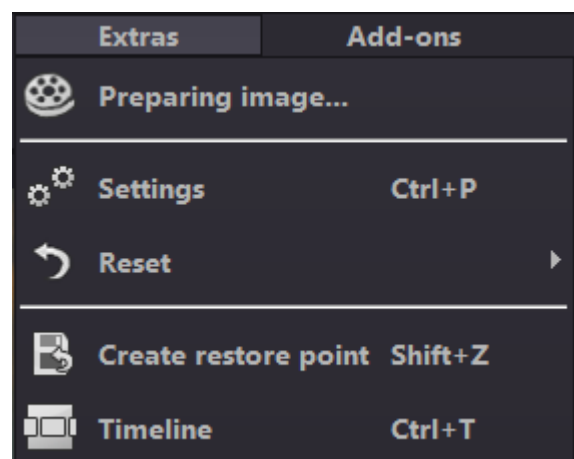 Extras Add-ons
Preparing image...
Settings Ctrl+P
Reset
Create restore point Shift+Z
Timeline Ctrl+T